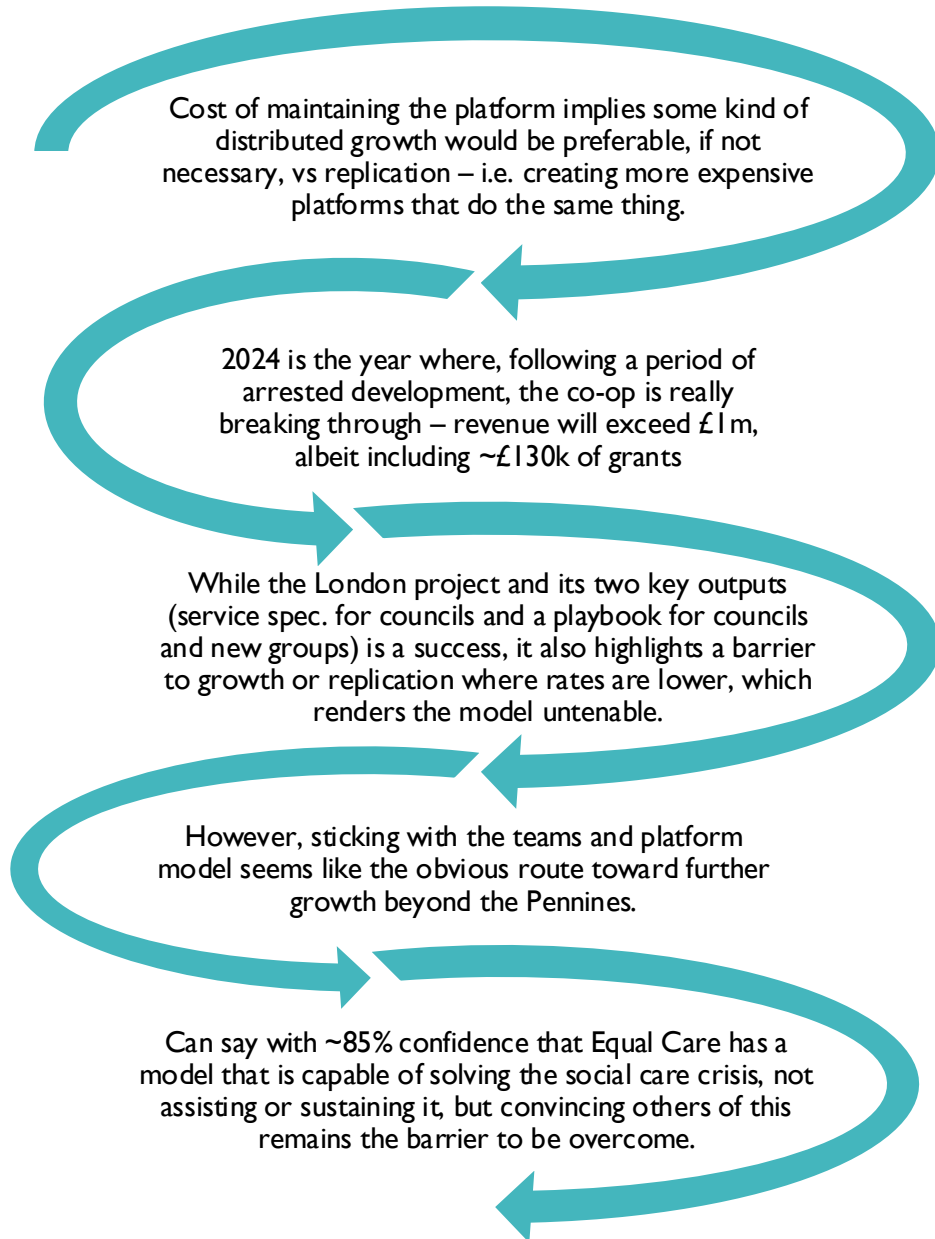 Cost of maintaining the platform implies some kind of
distributed growth would be preferable, if not
necessary, vs replication – i.e. creating more expensive
platforms that do the same thing.
2024 is the year where, following a period of
arrested development, the co-op is really
breaking through – revenue will exceed £1m,
albeit including ~£130k of grants
While the London project and its two key outputs
(service spec. for councils and a playbook for councils
and new groups) is a success, it also highlights a barrier
to growth or replication where rates are lower, which
renders the model untenable.
However, sticking with the teams and platform
model seems like the obvious route toward further
growth beyond the Pennines.
Can say with ~85% confidence that Equal Care has a
model that is capable of solving the social care crisis, not
assisting or sustaining it, but convincing others of this
remains the barrier to be overcome.